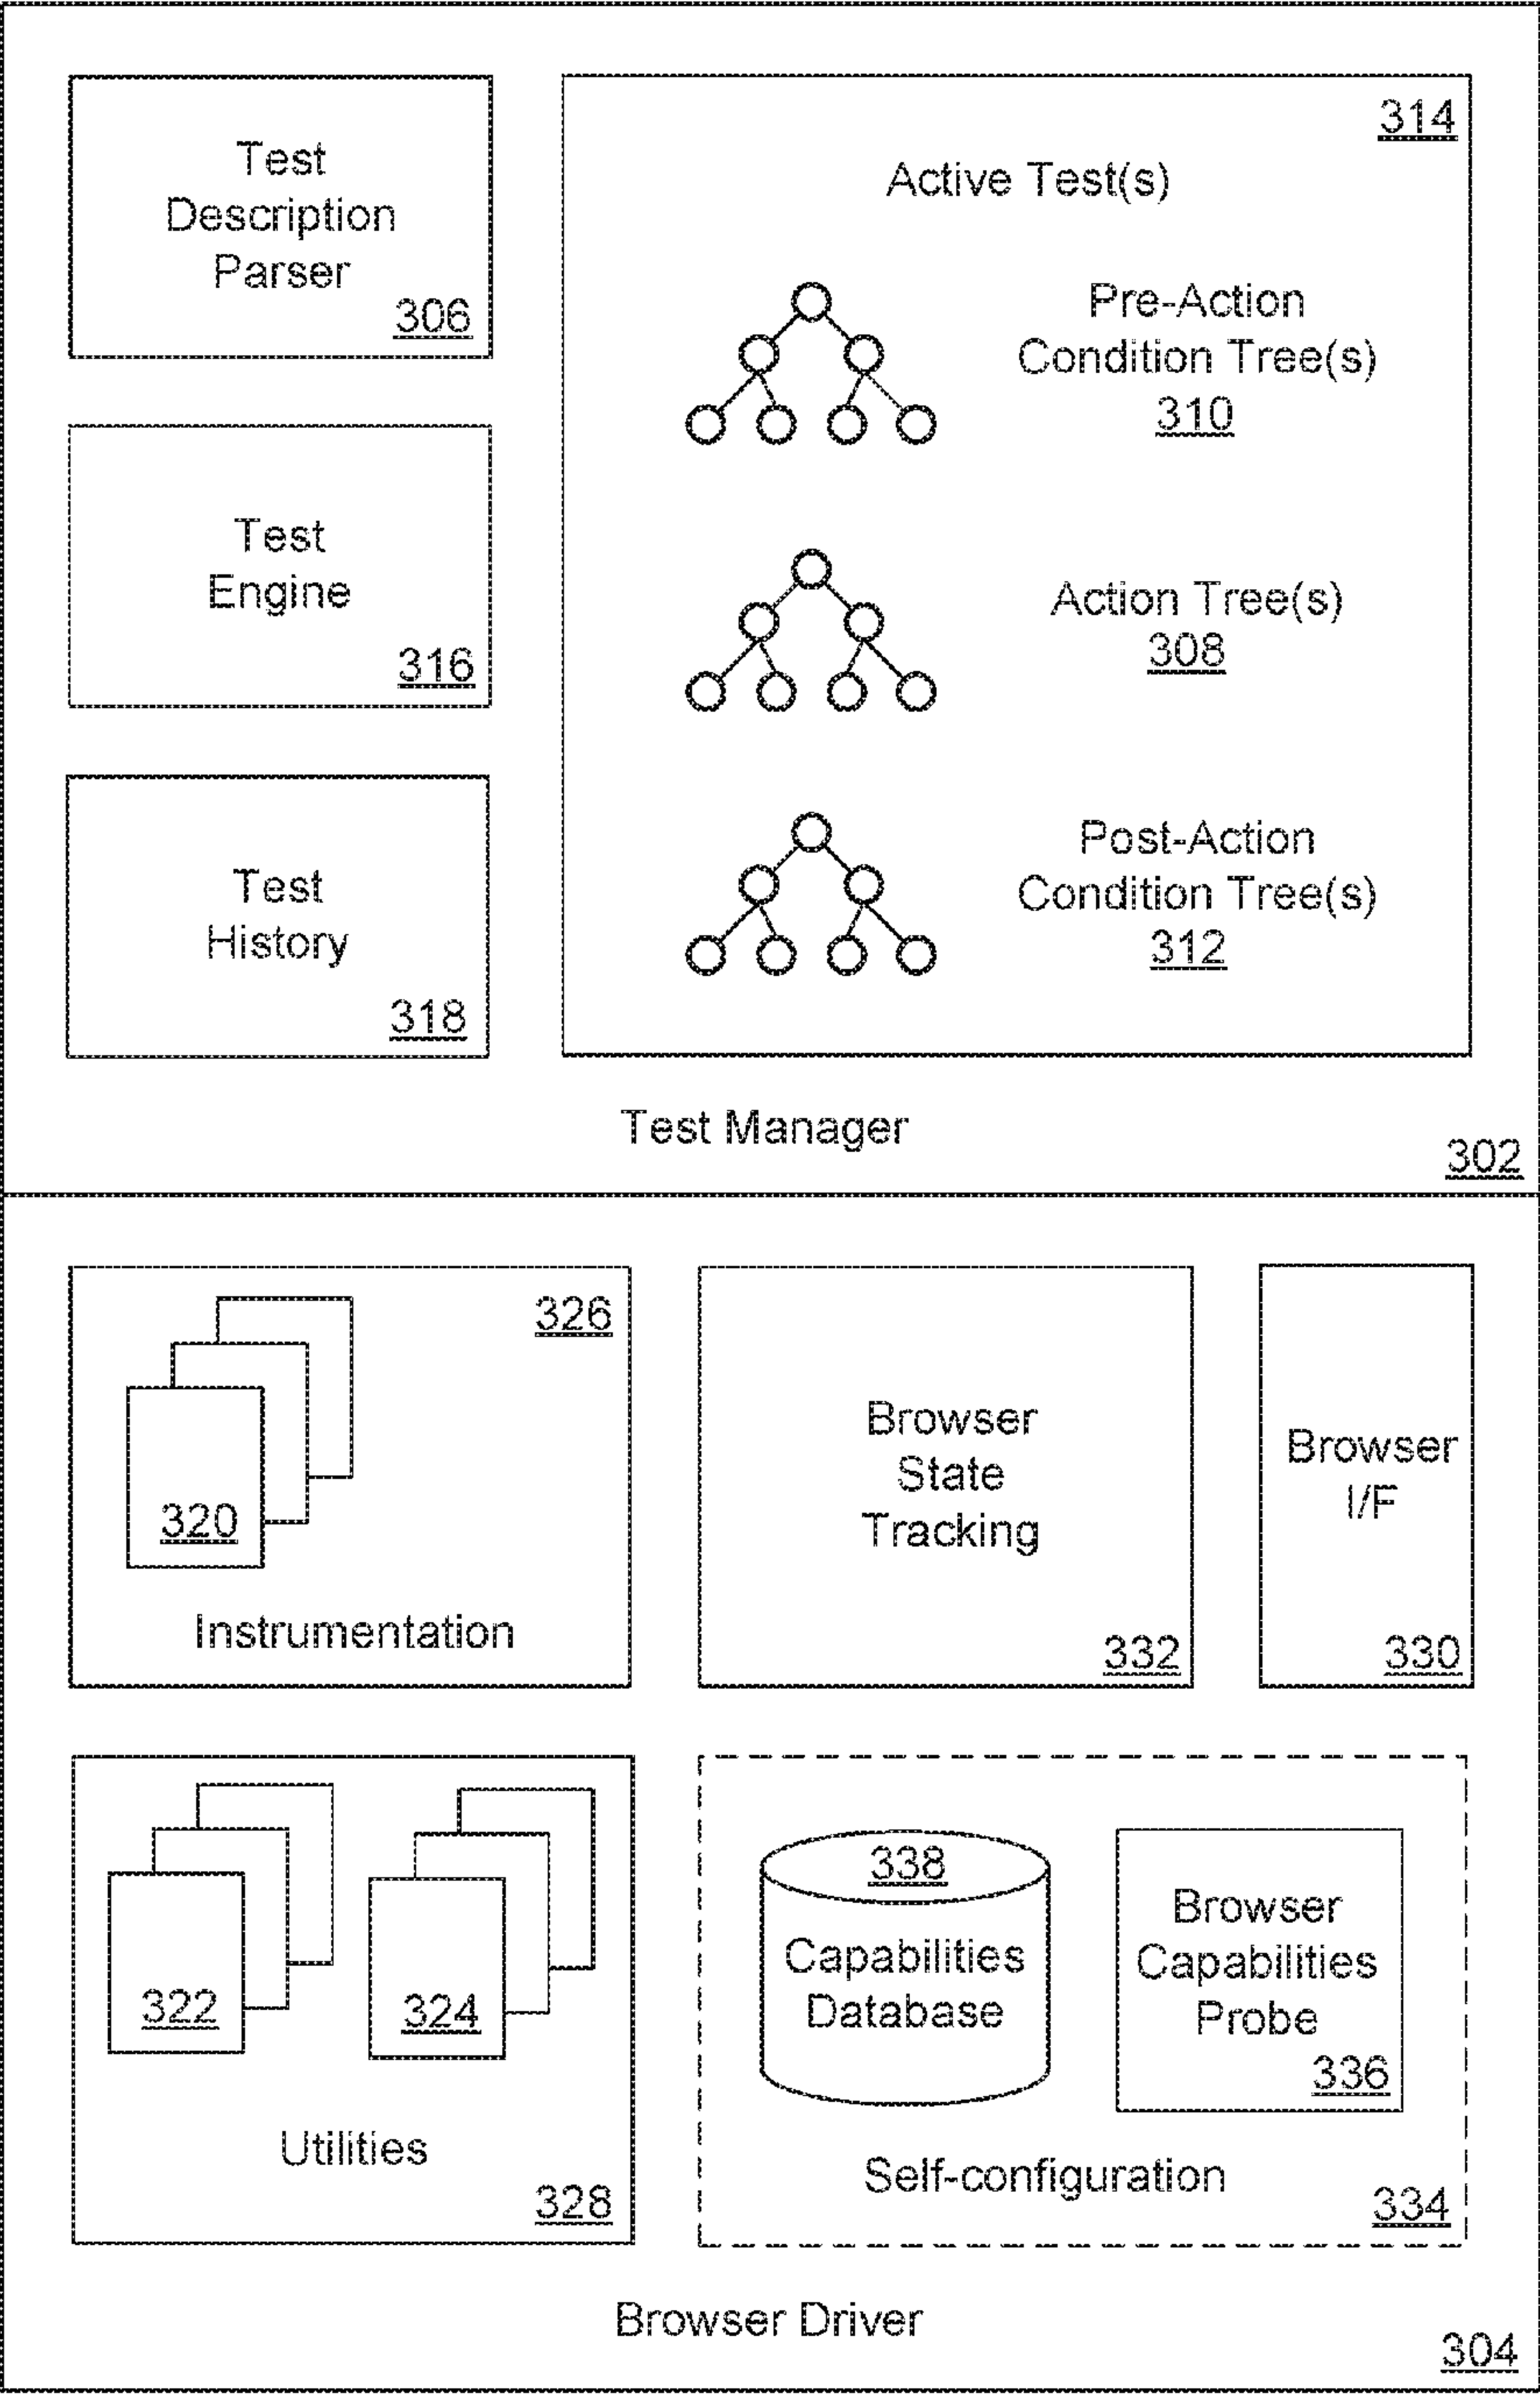 Test
Description
Parser
306
Test
Engine
316
Test
History
318
314
Active Test(s)
Pre-Action
Condition Tree(s)
310
Action Tree(s)
308
Post-Action
Condition Tree(s)
312
Test Manager
302
326
320
Instrumentation
Browser
State
Tracking
332
Browser
I/F
330
322
324
Utilities
328
338
Capabilities
Database
Browser
Capabilities
Probe
336
Self-configuration
334
Browser Driver
304